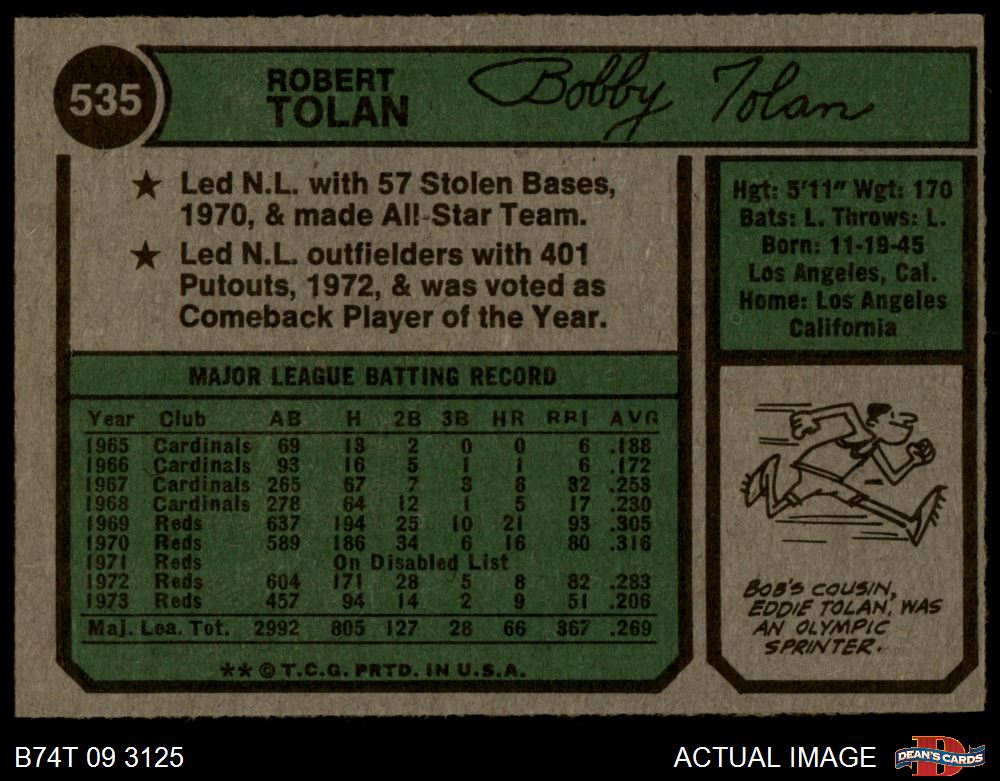 535
ROBERT
TOLAN
Bobby Tolan
★ Led N.L. with 57 Stolen Bases,
1970, & made All-Star Team.
★ Led N.L. outfielders with 401
Putouts, 1972, & was voted as
Comeback Player of the Year.
Hgt: 5'11" Wgt: 170
Bats: L. Throws: L.
Born: 11-19-45
Los Angeles, Cal.
Home: Los Angeles
California
MAJOR LEAGUE BATTING RECORD
Year Club AB H 2B 3B HR RBI AVG
1965 Cardinals 69 13 2 0 0 6 .188
1966 Cardinals 93 16 5 1 1 6 .172
1967 Cardinals 265 67 7 3 6 32 .253
1968 Cardinals 278 64 12 1 5 17 .230
1969 Reds 637 194 25 10 21 93 .305
1970 Reds 589 186 34 6 16 80 .316
1971 Reds On Disabled List
1972 Reds 604 171 28 5 8 82 .283
1973 Reds 457 94 14 2 9 51 .206
Maj. Lea. Tot. 2992 805 127 28 66 367 .269
** © T.C.G. PRTD. IN U.S.A.
BOB'S COUSIN,
EDDIE TOLAN, WAS
AN OLYMPIC
SPRINTER.
B74T 09 3125
ACTUAL IMAGE
DEAN'S CARDS